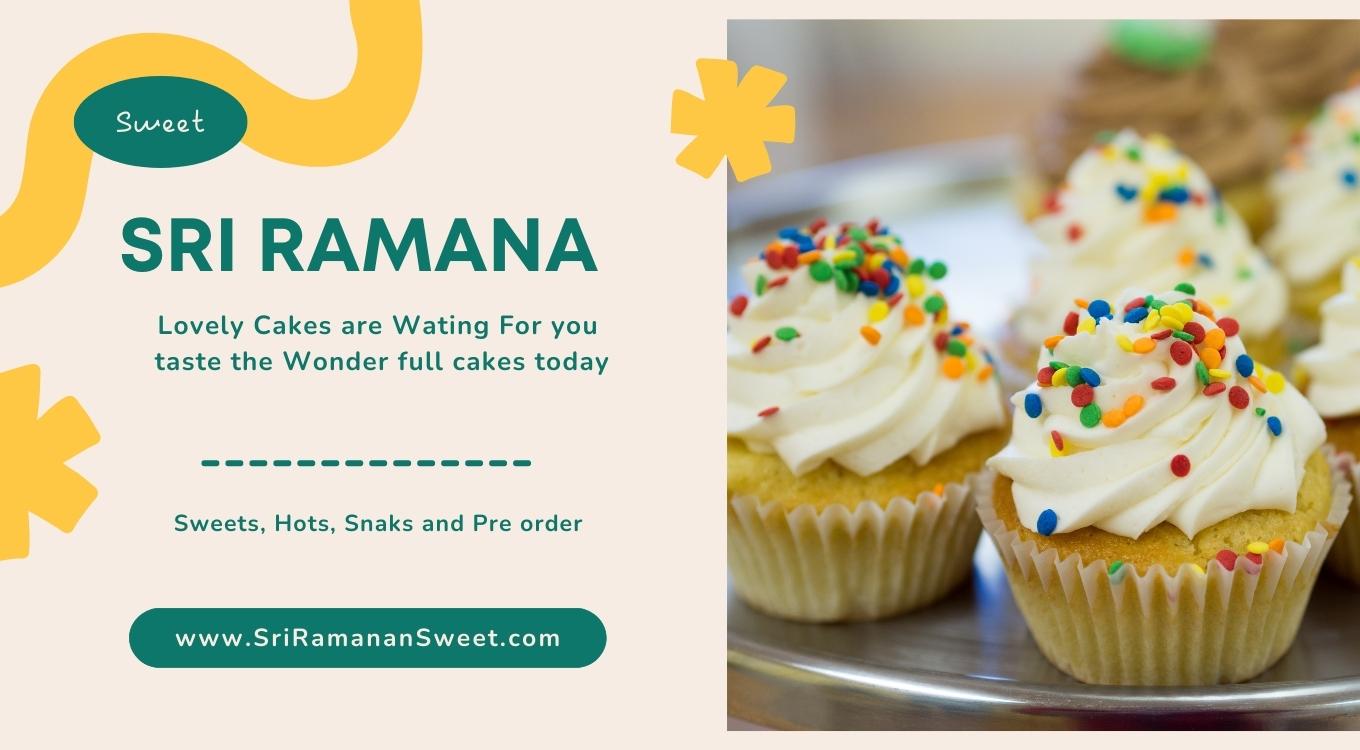 Sweet
SRI RAMANA
Lovely Cakes are Wating For you
taste the Wonder full cakes today
Sweets, Hots, Snaks and Pre order
www.SriRamananSweet.com